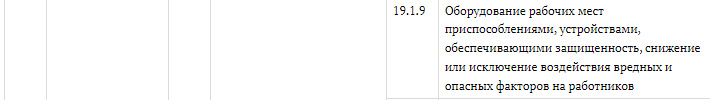 19.1.9 Оборудование рабочих мест
приспособлениями, устройствами,
обеспечивающими защищенность, снижение
или исключение воздействия вредных и
опасных факторов на работников